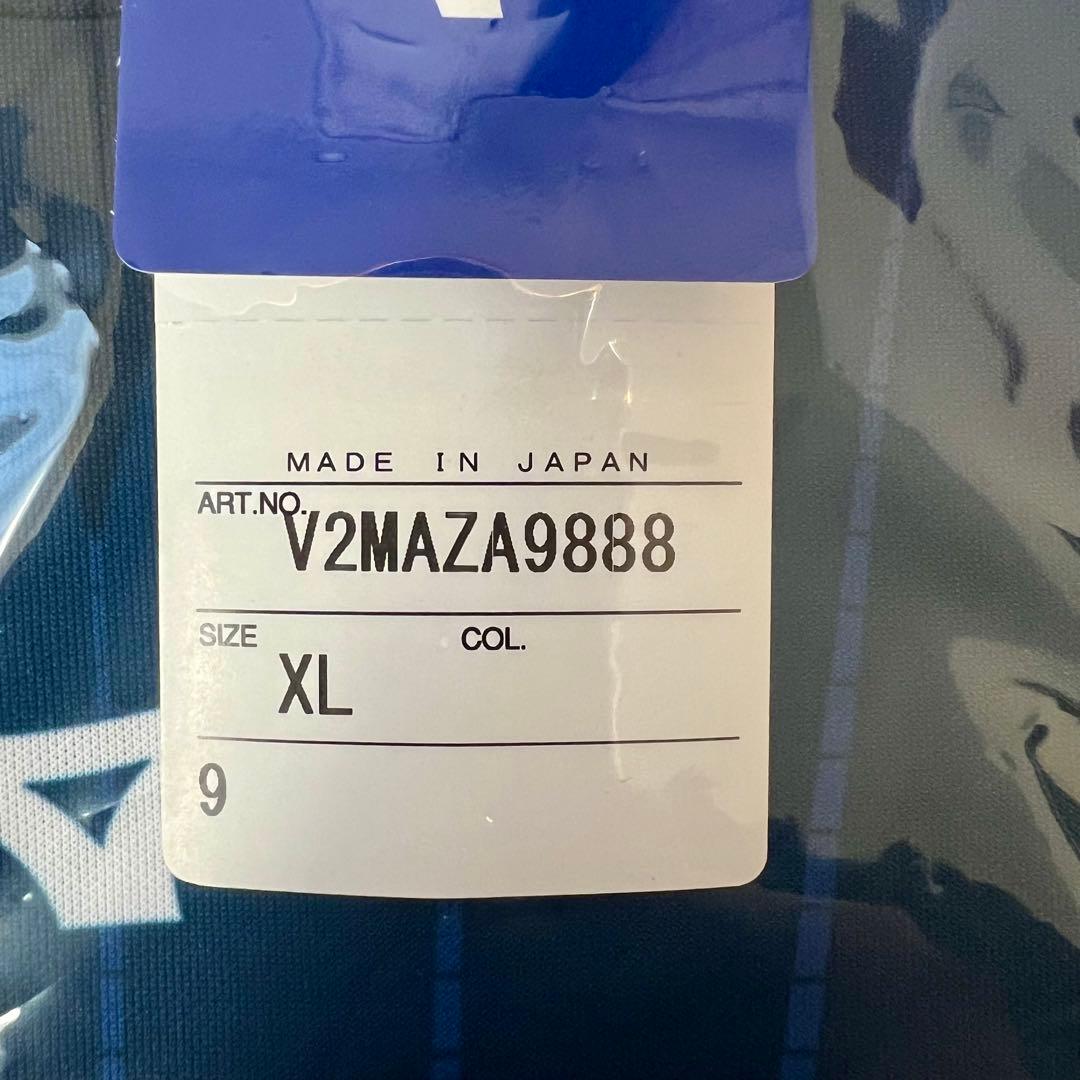 MADE IN JAPAN
ART.NO.
V2MAZA9888
SIZE COL.
XL
9